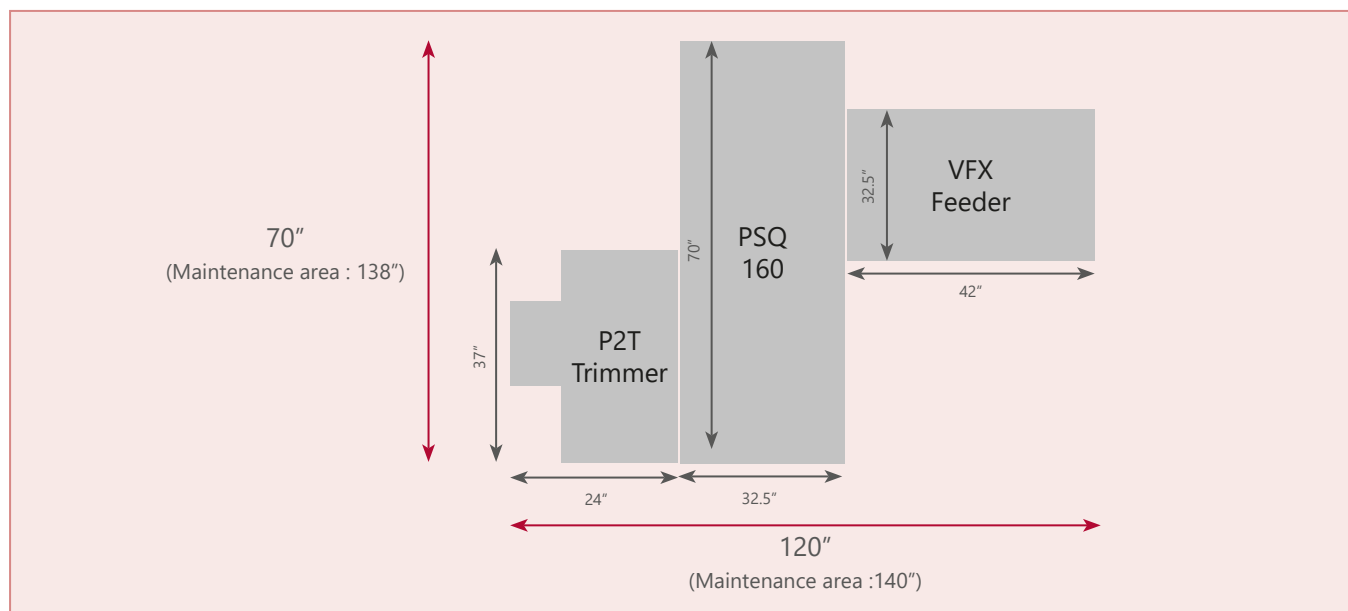 VFX
Feeder
32.5”
PSQ
160
70”
70”
(Maintenance area : 138”)
42”
P2T
Trimmer
37”
24”
32.5”
120”
(Maintenance area :140”)